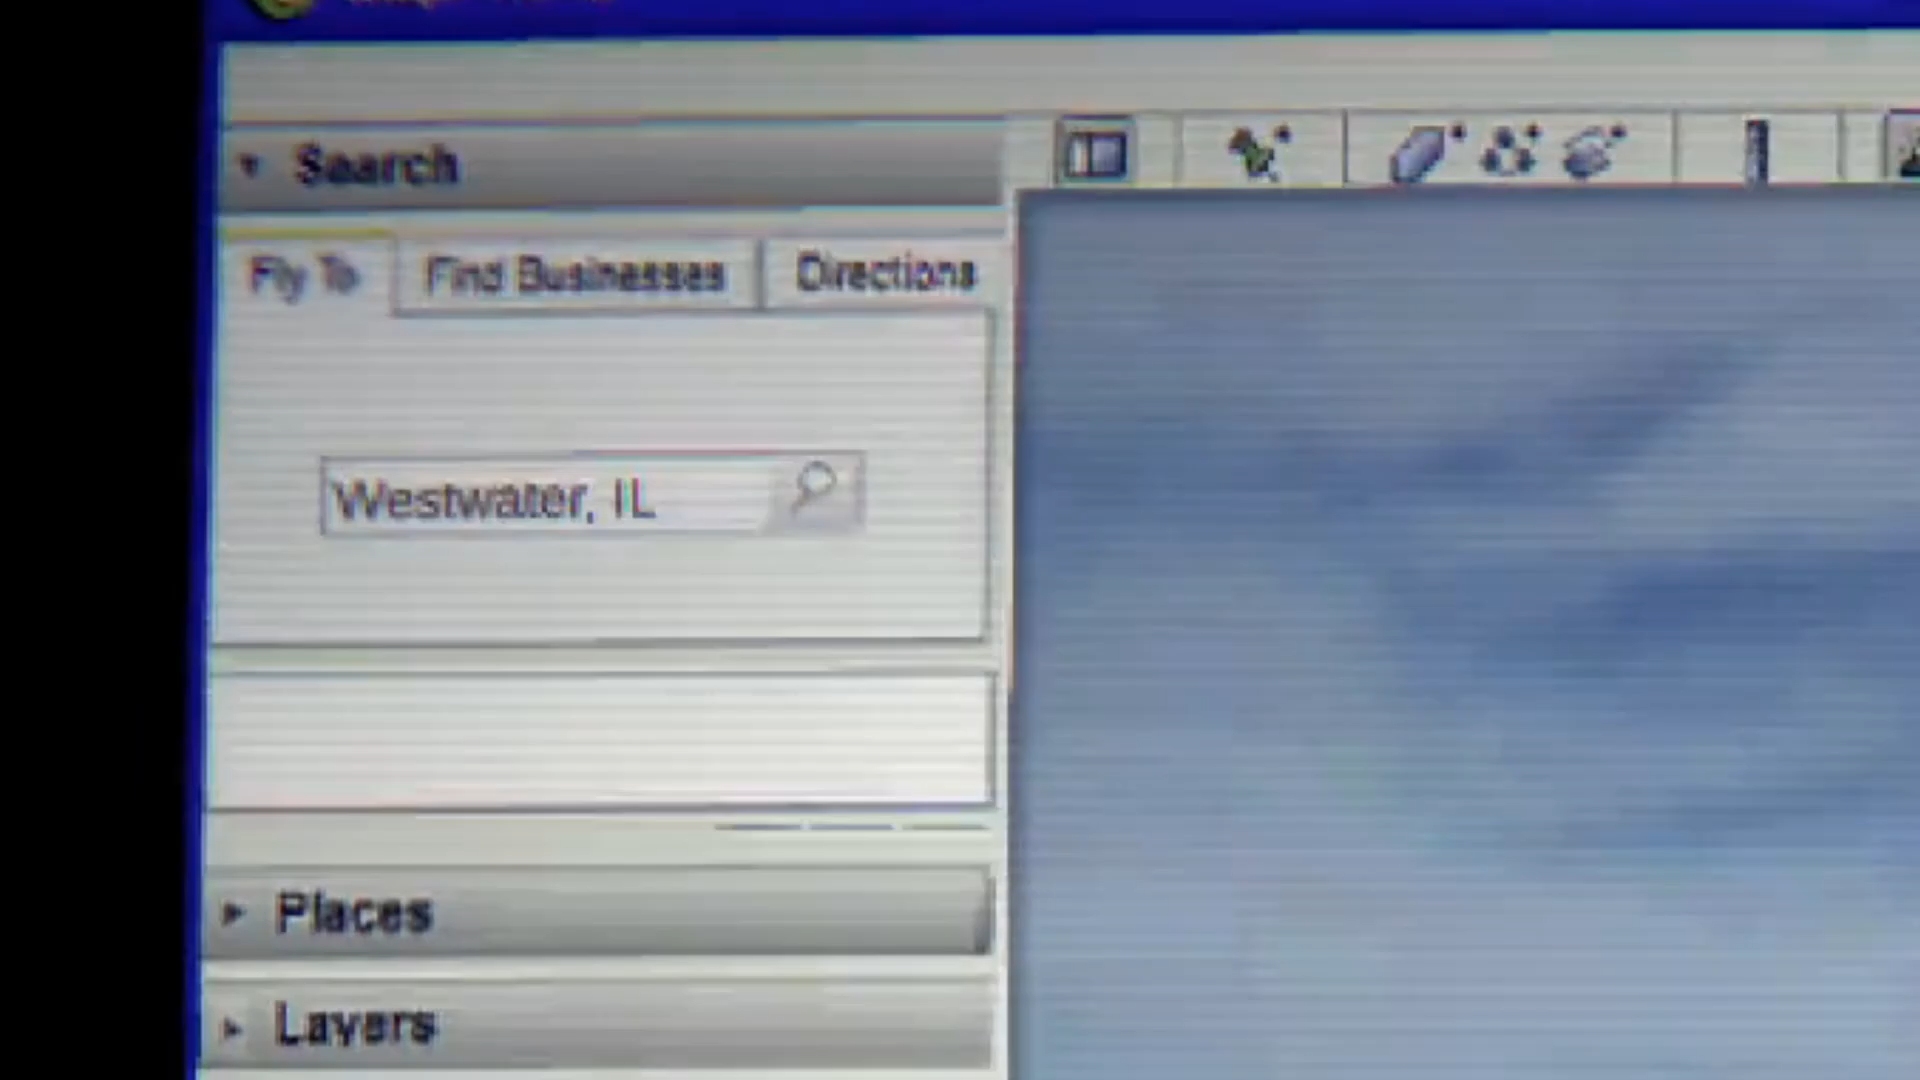 Search
Fly To Find Businesses Directions
Westwater, IL
Places
Layers